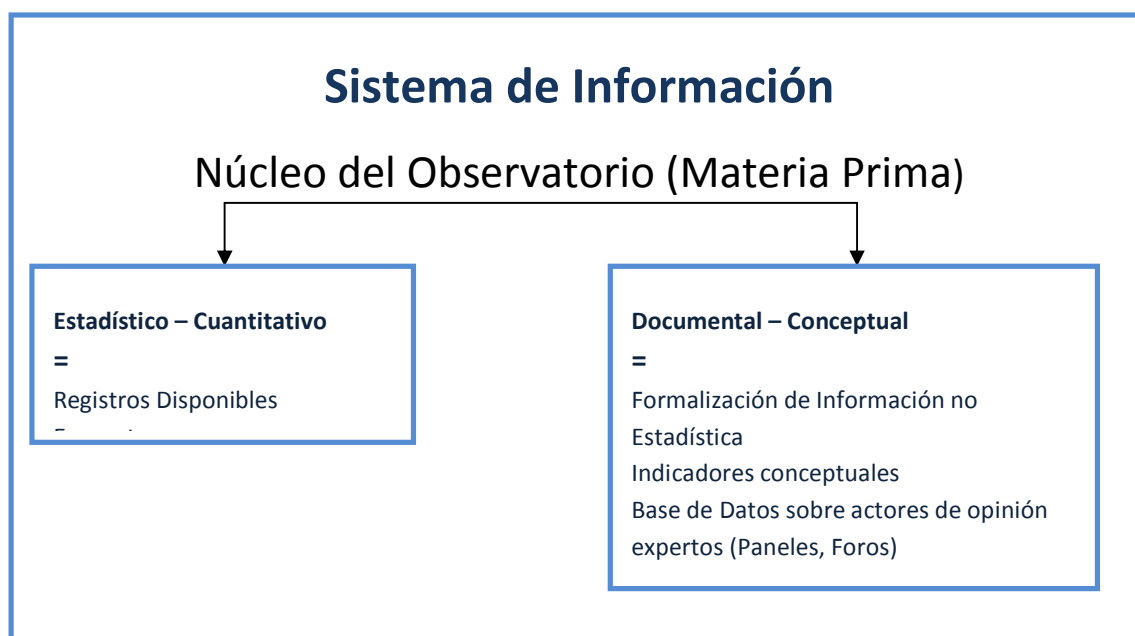 Sistema de Información
Núcleo del Observatorio (Materia Prima)
Estadístico – Cuantitativo
=
Registros Disponibles
Documental – Conceptual
=
Formalización de Información no
Estadística
Indicadores conceptuales
Base de Datos sobre actores de opinión
expertos (Paneles, Foros)